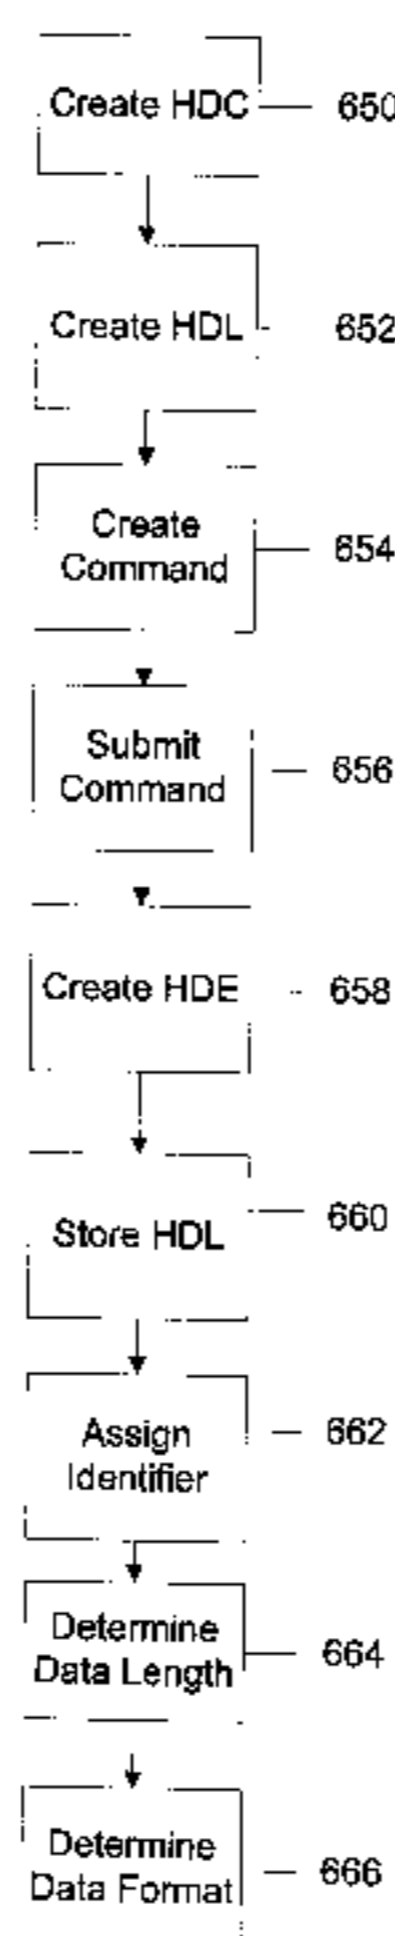 Create HDC
650
Create HDL
652
Create
Command
654
Submit
Command
656
Create HDE
658
Store HDL
660
Assign
Identifier
662
Determine
Data Length
664
Determine
Data Format
666